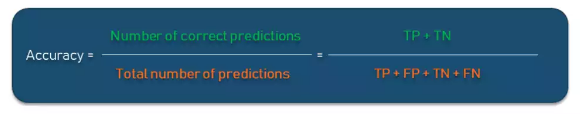 Number of correct predictions TP + TN
Accuracy = =
Total number of predictions TP + FP + TN + FN